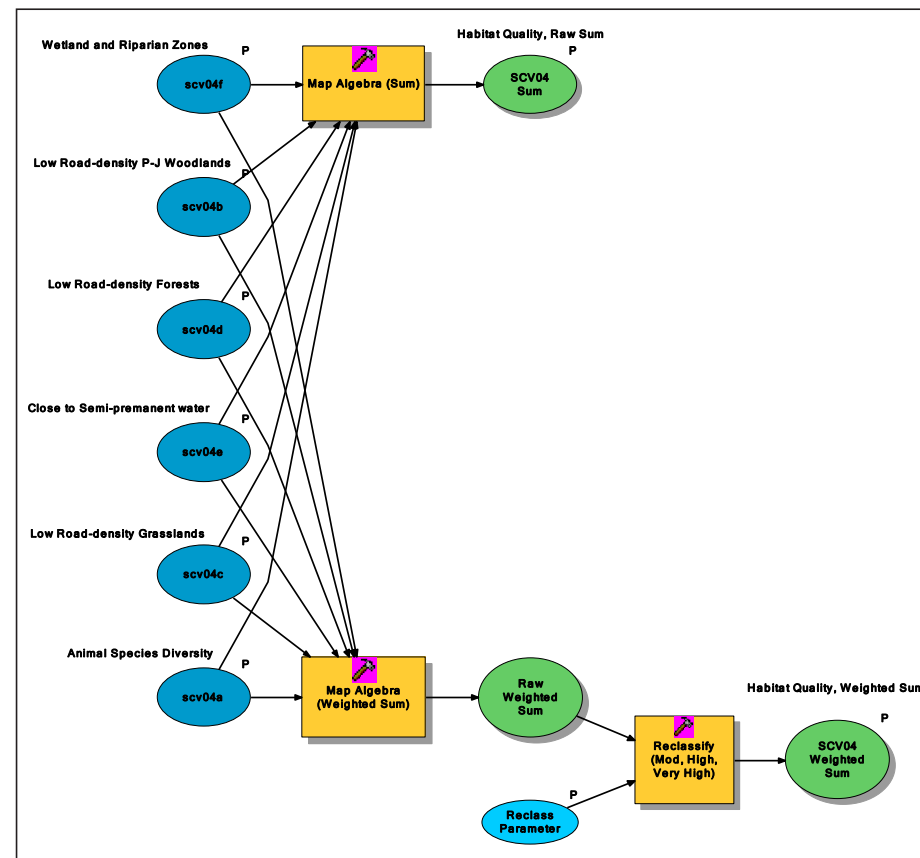 Habitat Quality, Raw Sum
Wetland and Riparian Zones
P
P
scv04f
Map Algebra (Sum)
SCV04
Sum
Low Road-density P-J Woodlands
P
scv04b
Low Road-density Forests
P
scv04d
Close to Semi-premanent water
P
scv04e
Low Road-density Grasslands
P
scv04c
Animal Species Diversity
P
scv04a
Map Algebra
(Weighted Sum)
Raw
Weighted
Sum
Habitat Quality, Weighted Sum
P
Reclassify
(Mod, High,
Very High)
SCV04
Weighted
Sum
P
Reclass
Parameter